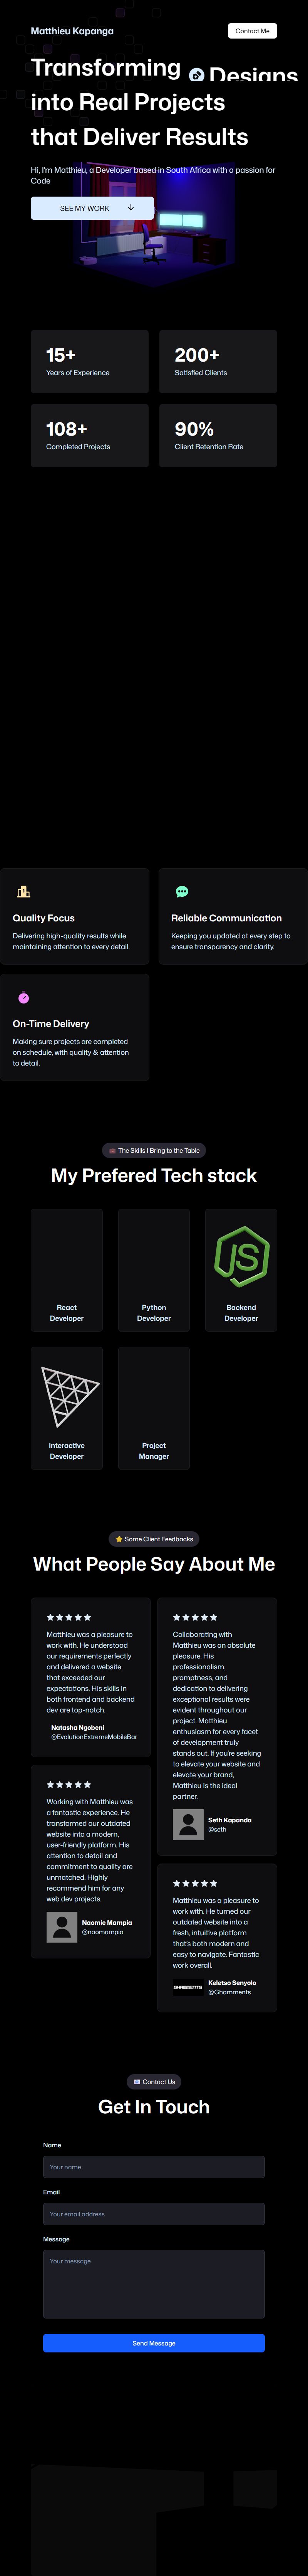 Matthieu Kapanga
Contact Me
Transforming Designs
into Real Projects
that Deliver Results
Hi, I'm Matthieu, a Developer based in South Africa with a passion for
Code
SEE MY WORK
15+
Years of Experience
200+
Satisfied Clients
108+
Completed Projects
90%
Client Retention Rate
Quality Focus
Delivering high-quality results while
maintaining attention to every detail.
Reliable Communication
Keeping you updated at every step to
ensure transparency and clarity.
On-Time Delivery
Making sure projects are completed
on schedule, with quality & attention
to detail.
The Skills I Bring to the Table
My Prefered Tech stack
React
Developer
Python
Developer
JS
Backend
Developer
Interactive
Developer
Project
Manager
⭐ Some Client Feedbacks
What People Say About Me
Matthieu was a pleasure to
work with. He understood
our requirements perfectly
and delivered a website
that exceeded our
expectations. His skills in
both frontend and backend
dev are top-notch.
Natasha Ngobeni
@EvolutionExtremeMobileBar
Working with Matthieu was
a fantastic experience. He
transformed our outdated
website into a modern,
user-friendly platform. His
attention to detail and
commitment to quality are
unmatched. Highly
recommend him for any
web dev projects.
Naomie Mampia
@naomampia
Collaborating with
Matthieu was an absolute
pleasure. His
professionalism,
promptness, and
dedication to delivering
exceptional results were
evident throughout our
project. Matthieu
enthusiasm for every facet
of development truly
stands out. If you're seeking
to elevate your website and
elevate your brand,
Matthieu is the ideal
partner.
Seth Kapanda
@seth
Matthieu was a pleasure to
work with. He turned our
outdated website into a
fresh, intuitive platform
that's both modern and
easy to navigate. Fantastic
work overall.
GHARMENTS
Keletso Senyolo
@Gharnments
Contact Us
Get In Touch
Name
Your name
Email
Your email address
Message
Your message
Send Message